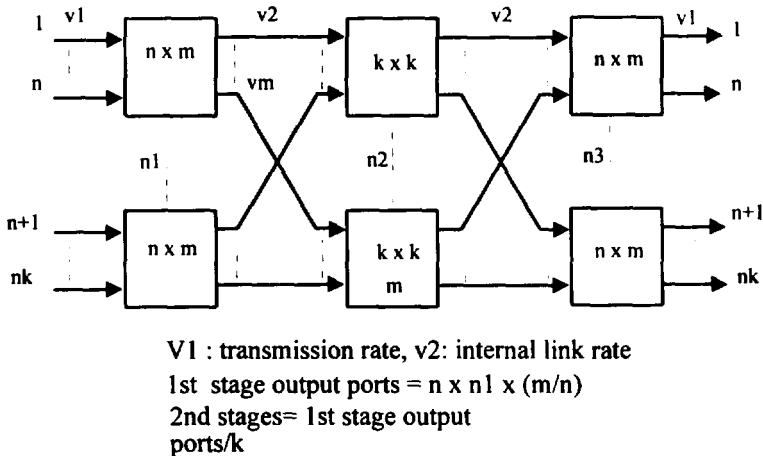 1 v1 v2 v2 v1 1
n x m k x k n x m
n vm n
n1 n2 n3
n+1 n+1
n x m k x k n x m
nk m nk
V1 : transmission rate, v2: internal link rate
1st stage output ports = n x n1 x (m/n)
2nd stages= 1st stage output
ports/k